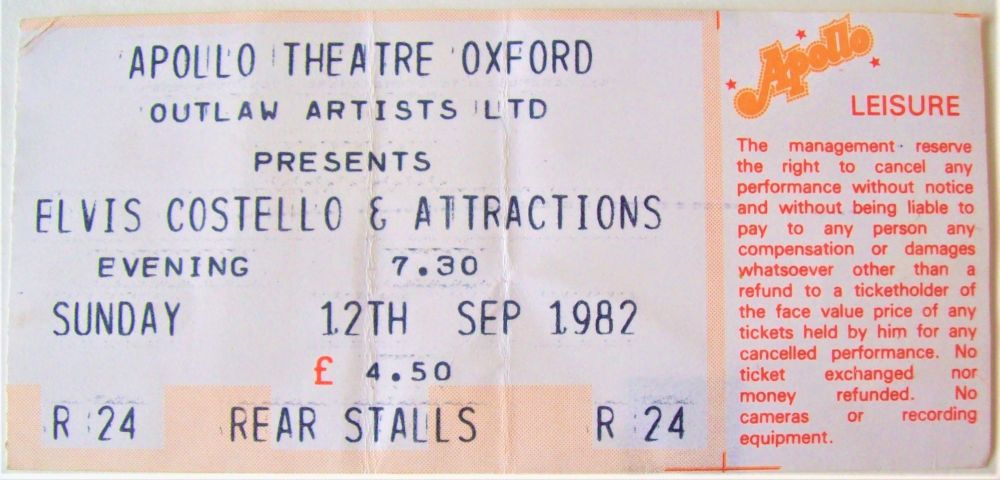 APOLLO THEATRE OXFORD
OUTLAW ARTISTS LTD
PRESENTS
ELVIS COSTELLO & ATTRACTIONS
EVENING 7.30
SUNDAY 12TH SEP 1982
£ 4.50
R 24 REAR STALLS R 24
Apollo
LEISURE
The management reserve
the right to cancel any
performance without notice
and without being liable to
pay to any person any
compensation or damages
whatsoever other than a
refund to a ticketholder of
the face value price of any
tickets held by him for any
cancelled performance. No
ticket exchanged nor
money refunded. No
cameras or recording
equipment.